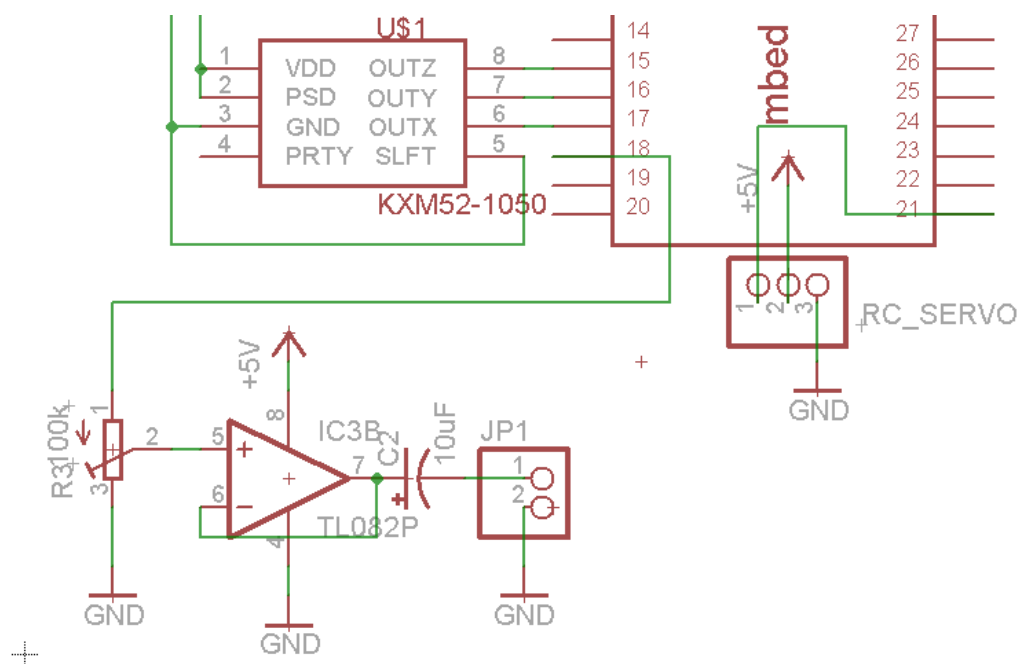 U$1
1 VDD OUTZ 8
2 PSD OUTY 7
3 GND OUTX 6
4 PRTY SLFT 5
KXM52-1050
mbed
14 27
15 26
16 25
17 24
18 23
19 22
20 21
+5V
1 2 3
RC_SERVO
GND
+5V
R3
100k
1
2
3
GND
8
5 +
6 -
7
4
IC3B
TL082P
GND
C2
10uF
+
JP1
1
2
GND